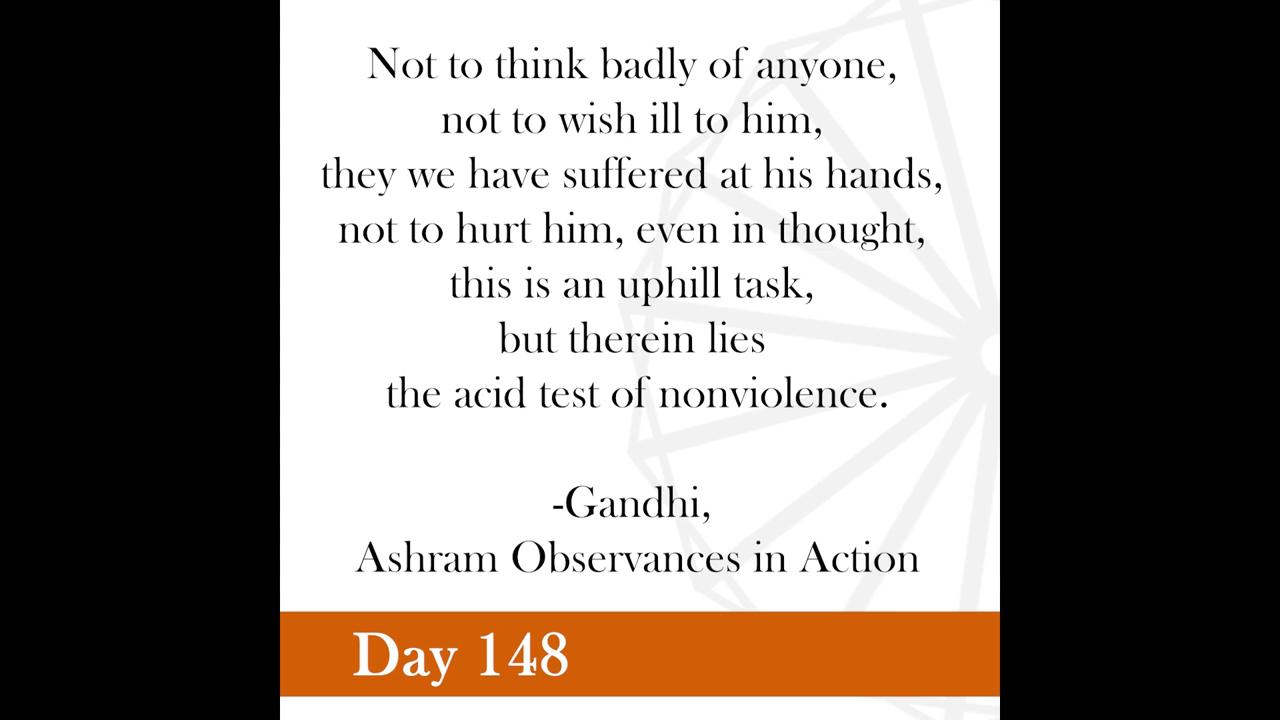 Not to think badly of anyone,
not to wish ill to him,
they we have suffered at his hands,
not to hurt him, even in thought,
this is an uphill task,
but therein lies
the acid test of nonviolence.
-Gandhi,
Ashram Observances in Action
Day 148